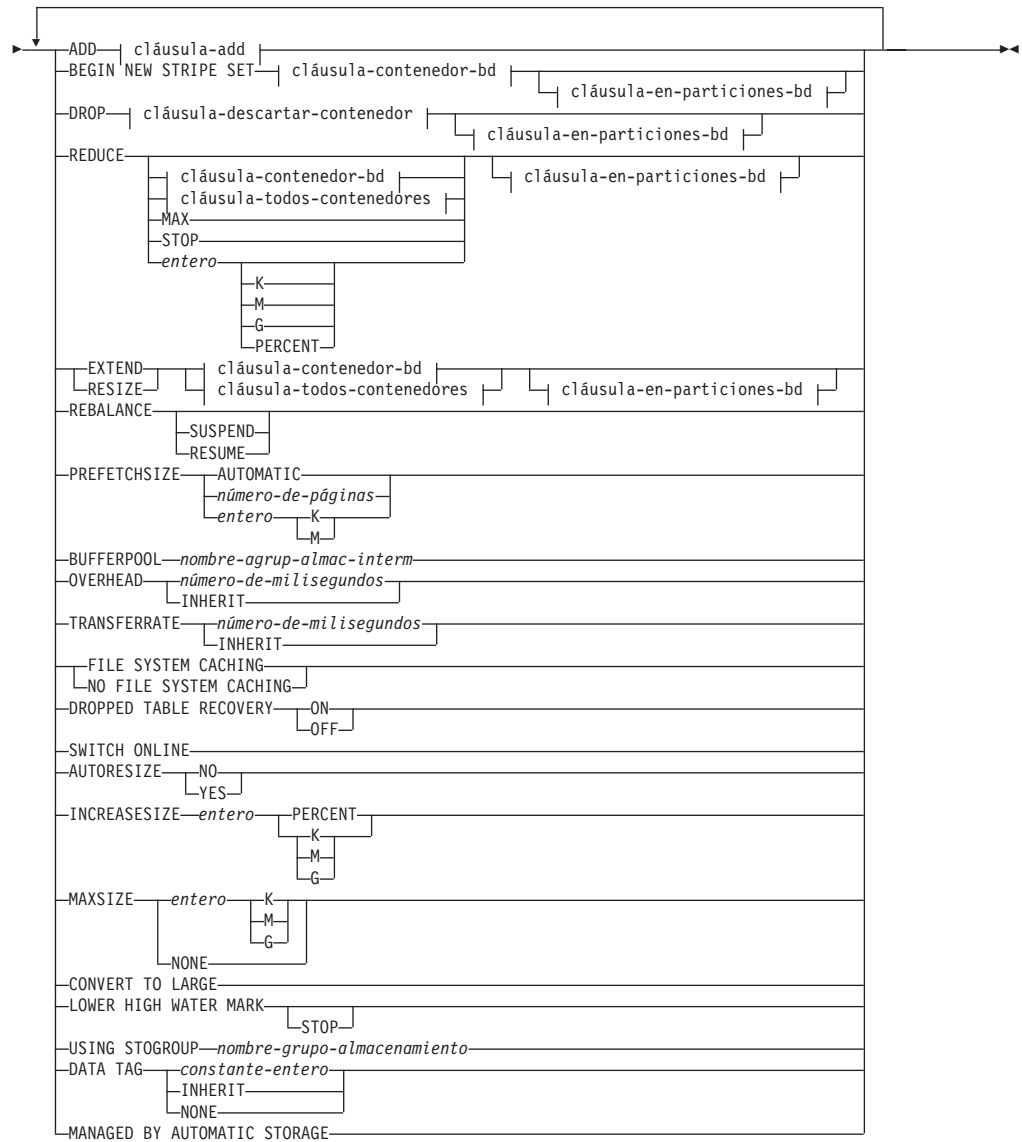 ADD cláusula-add
BEGIN NEW STRIPE SET cláusula-contenedor-bd
cláusula-en-particiones-bd
DROP cláusula-descartar-contenedor
cláusula-en-particiones-bd
REDUCE
cláusula-contenedor-bd cláusula-en-particiones-bd
cláusula-todos-contenedores
MAX
STOP
entero
K
M
G
PERCENT
EXTEND cláusula-contenedor-bd
RESIZE cláusula-todos-contenedores cláusula-en-particiones-bd
REBALANCE
SUSPEND
RESUME
PREFETCHSIZE AUTOMATIC
número-de-páginas
entero K
M
BUFFERPOOL nombre-agrup-almac-interm
OVERHEAD número-de-milisegundos
INHERIT
TRANSFERRATE número-de-milisegundos
INHERIT
FILE SYSTEM CACHING
NO FILE SYSTEM CACHING
DROPPED TABLE RECOVERY ON
OFF
SWITCH ONLINE
AUTORESIZE NO
YES
INCREASESIZE entero PERCENT
K
M
G
MAXSIZE entero K
M
G
NONE
CONVERT TO LARGE
LOWER HIGH WATER MARK
STOP
USING STOGROUP nombre-grupo-almacenamiento
DATA TAG constante-entero
INHERIT
NONE
MANAGED BY AUTOMATIC STORAGE